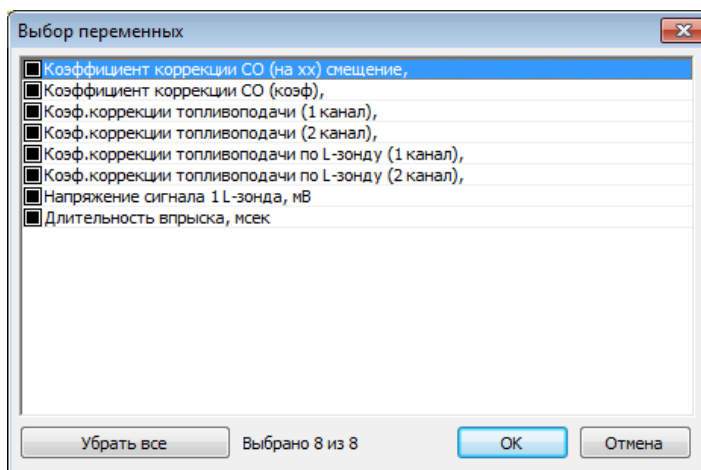 Выбор переменных
Коэффициент коррекции СО (на хх) смещение,
Коэффициент коррекции СО (коэф),
Коэф.коррекции топливоподачи (1 канал),
Коэф.коррекции топливоподачи (2 канал),
Коэф.коррекции топливоподачи по L-зонду (1 канал),
Коэф.коррекции топливоподачи по L-зонду (2 канал),
Напряжение сигнала 1 L-зонда, мВ
Длительность впрыска, мсек
Убрать все Выбрано 8 из 8 OK Отмена